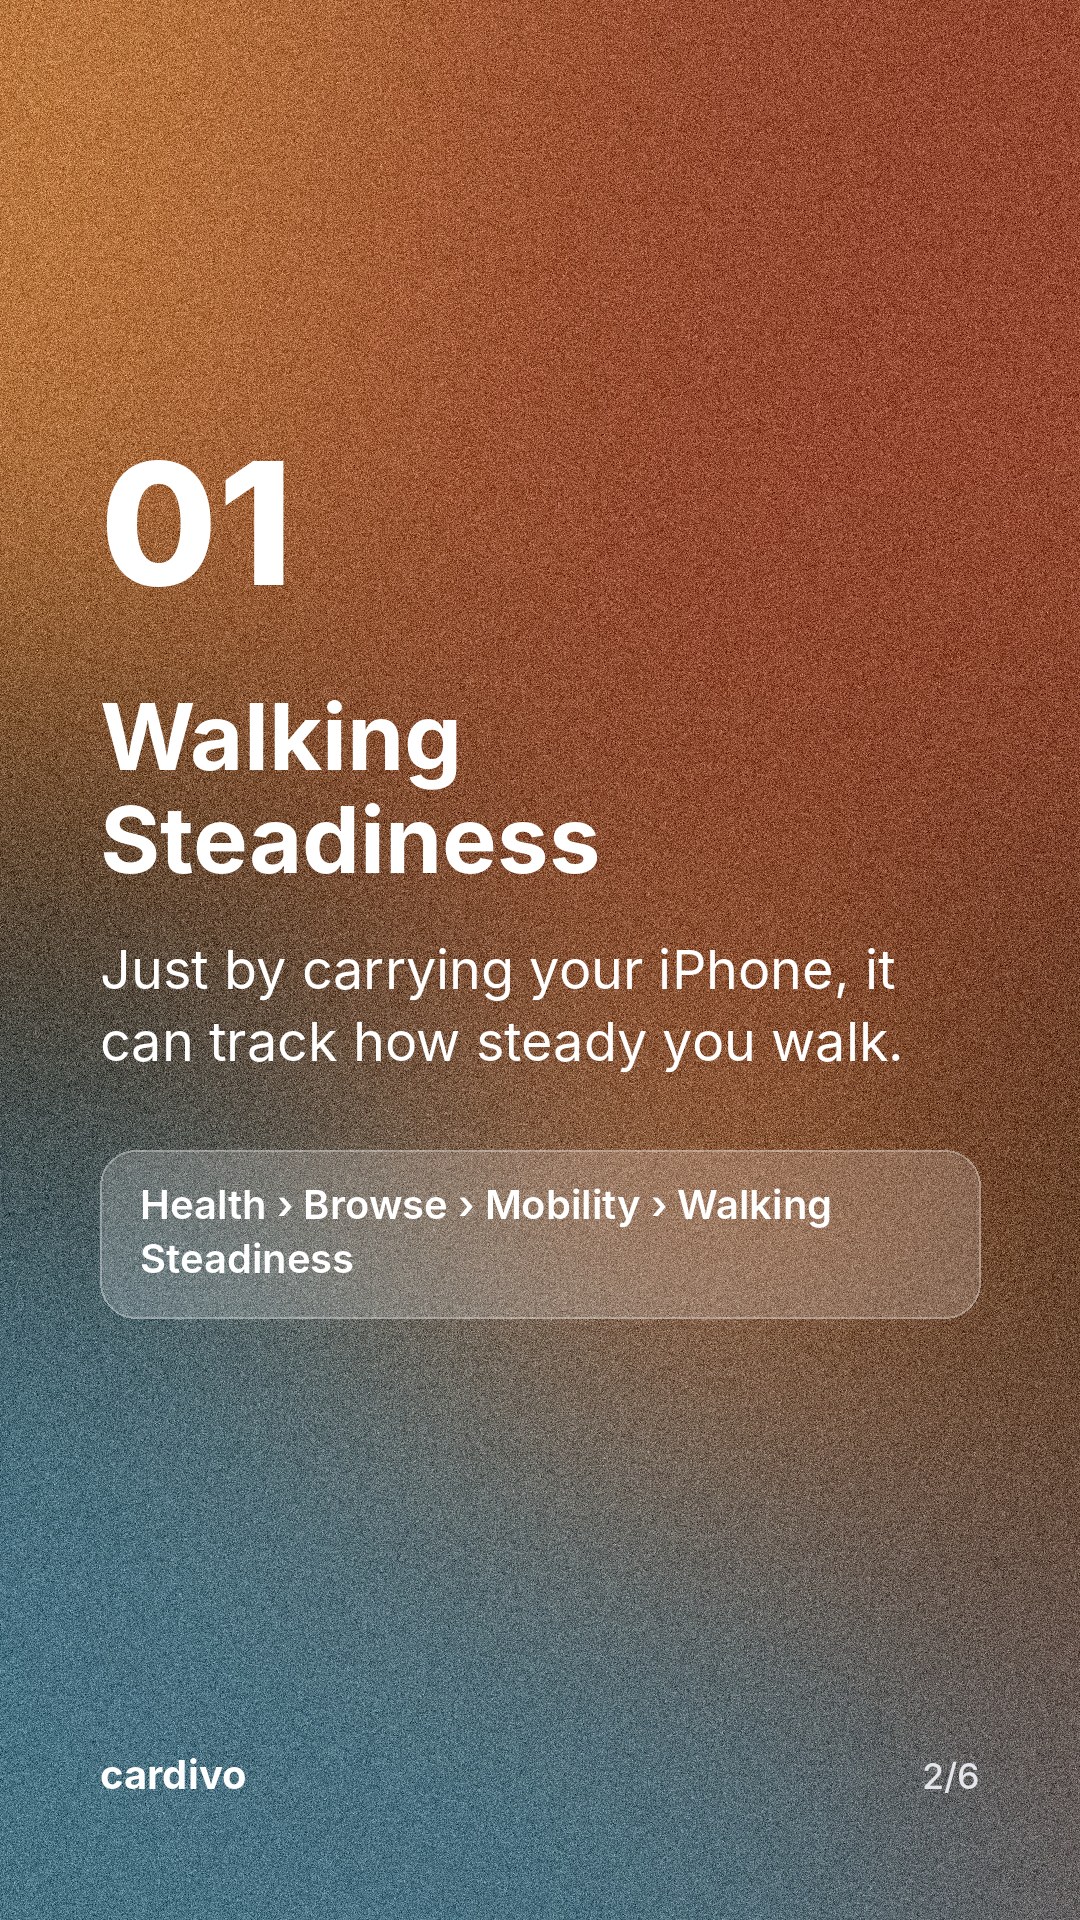 01
Walking
Steadiness
Just by carrying your iPhone, it
can track how steady you walk.
Health › Browse › Mobility › Walking
Steadiness
cardivo
2/6